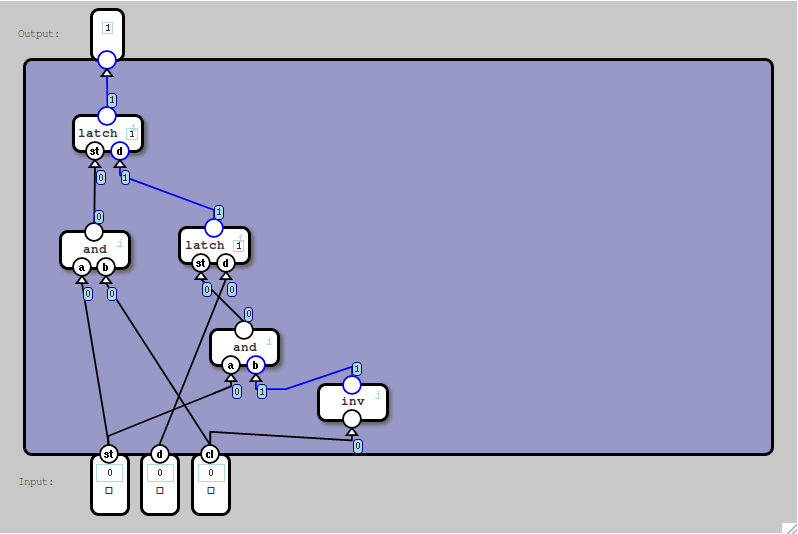 Output:
1
1
latch 1 i
st d
0 1
0 1
and i
latch 1 i
a b
st d
0 0
0 0
0
and i
a b
1
0 1
inv i
0
st d cl
0 0 0
Input: